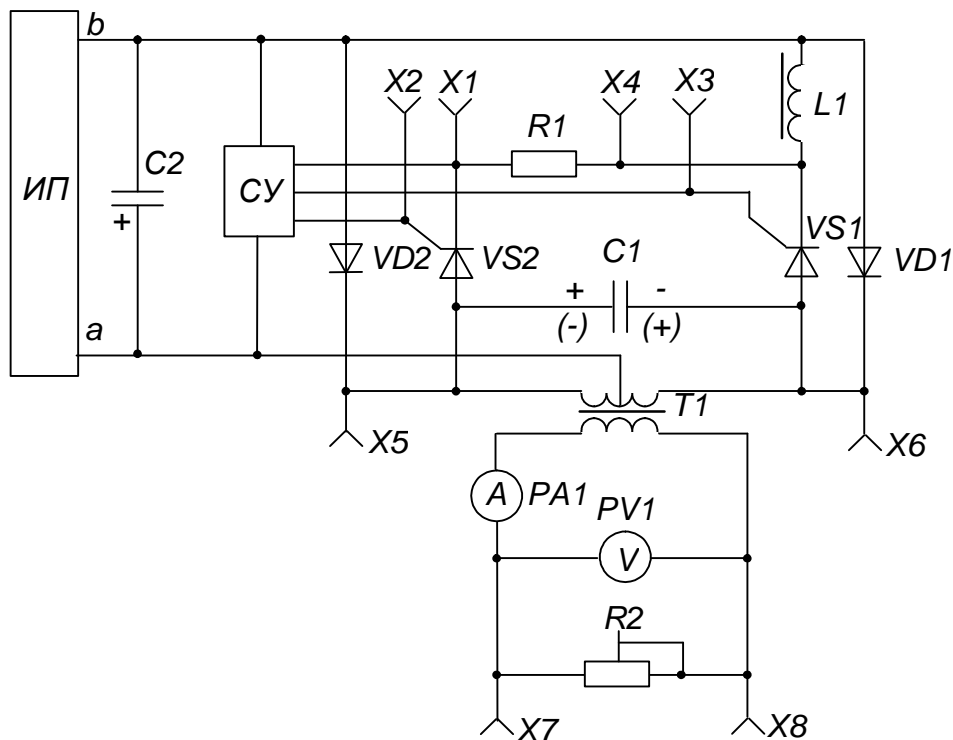 b
X2 X1 X4 X3
R1
L1
C2
ИП
СУ
+
VD2
VS2
C1
VS1
VD1
+ -
(-) (+)
a
T1
X5
X6
A
PA1
PV1
V
R2
X7
X8